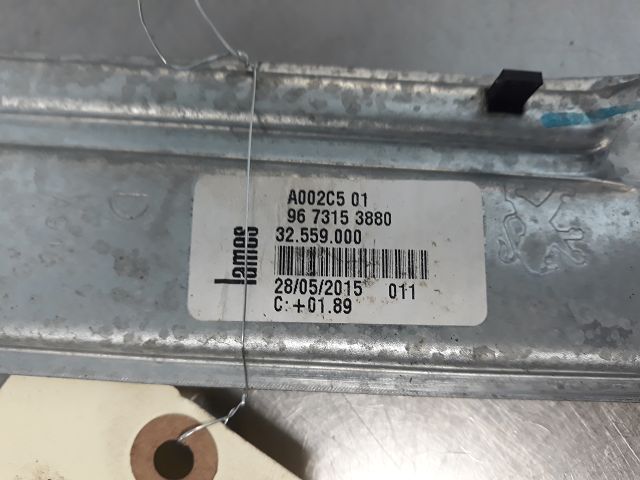 A002C5 01
96 7315 3880
32.559.000
lames
28/05/2015 011
C: +01.89